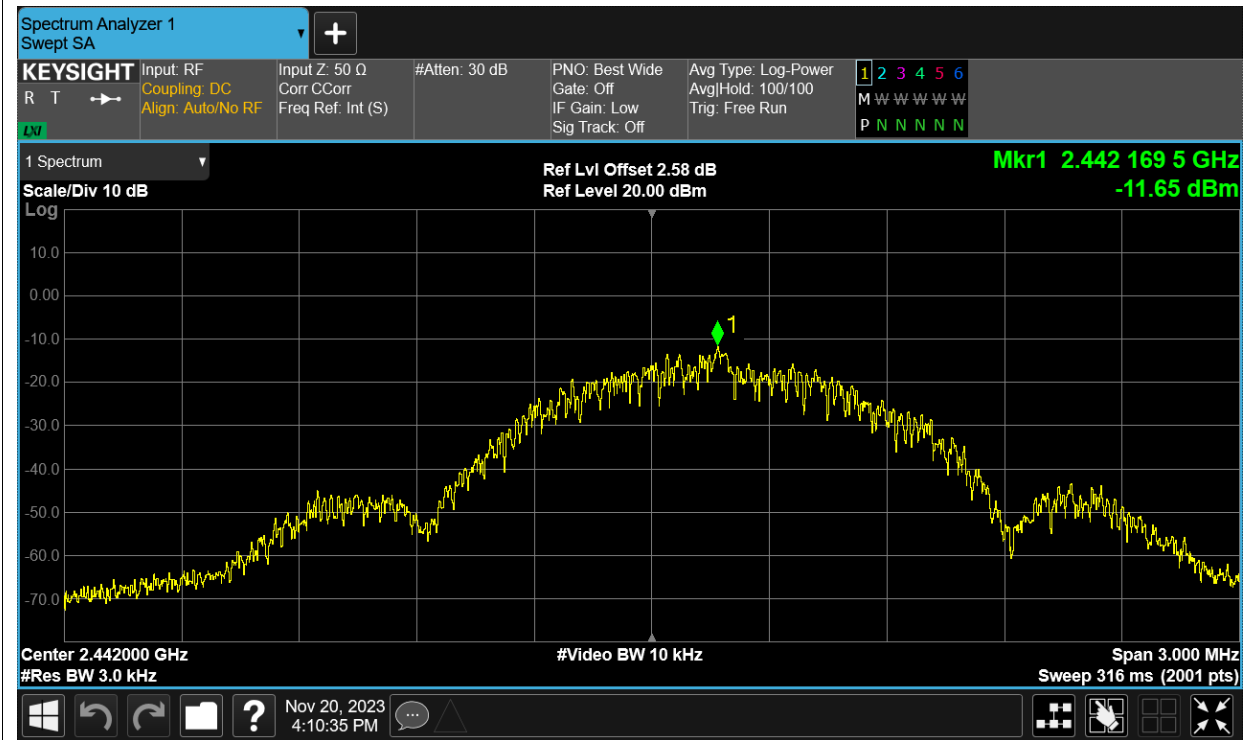 Spectrum Analyzer 1
Swept SA
KEYSIGHT
R T
LXI
Input: RF
Coupling: DC
Align: Auto/No RF
Input Z: 50 Ω
Corr CCorr
Freq Ref: Int (S)
#Atten: 30 dB
PNO: Best Wide
Gate: Off
IF Gain: Low
Sig Track: Off
Avg Type: Log-Power
Avg|Hold: 100/100
Trig: Free Run
1 2 3 4 5 6
M W W W W W
P N N N N N
1 Spectrum
Scale/Div 10 dB
Ref Lvl Offset 2.58 dB
Ref Level 20.00 dBm
Mkr1 2.442 169 5 GHz
-11.65 dBm
Log
10.0
0.00
-10.0
-20.0
-30.0
-40.0
-50.0
-60.0
-70.0
1
Center 2.442000 GHz
#Video BW 10 kHz
Span 3.000 MHz
#Res BW 3.0 kHz
Sweep 316 ms (2001 pts)
?
Nov 20, 2023
4:10:35 PM